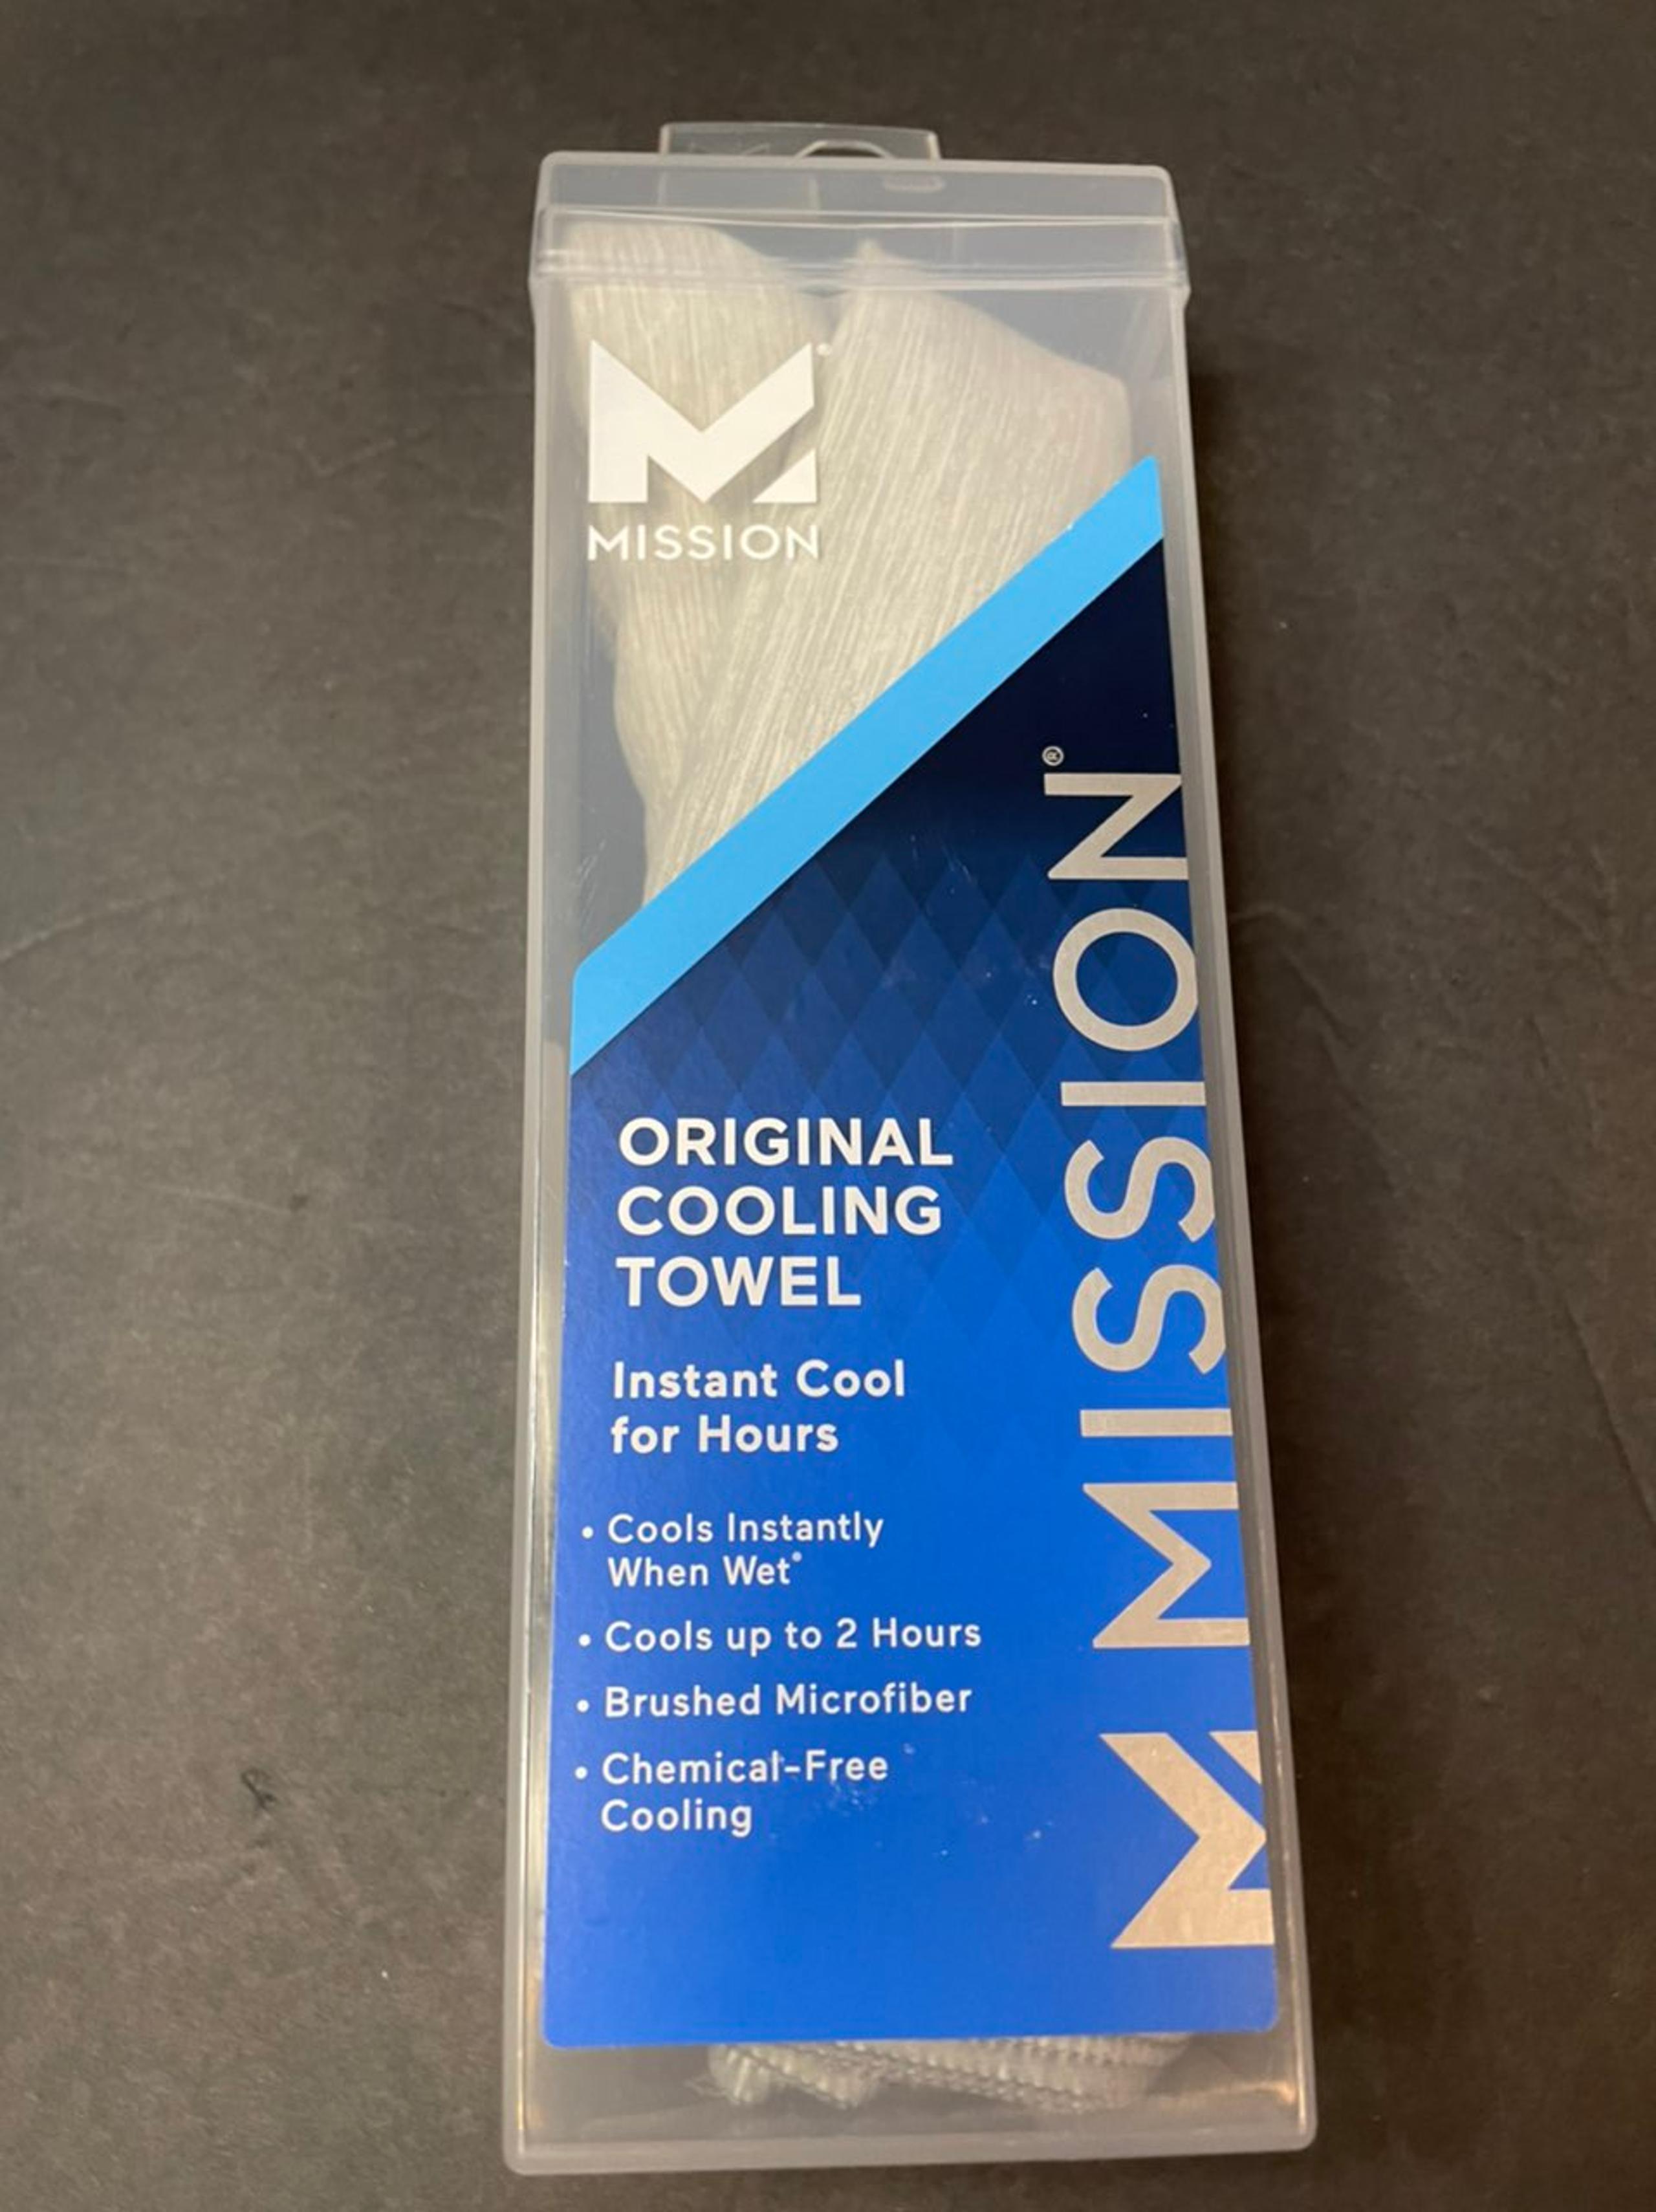 MISSION
MISSION®
ORIGINAL
COOLING
TOWEL
Instant Cool
for Hours
• Cools Instantly
When Wet®
• Cools up to 2 Hours
• Brushed Microfiber
• Chemical-Free
Cooling